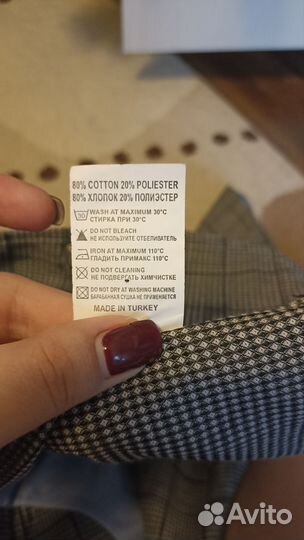 80% COTTON 20% POLIESTER
80% ХЛОПОК 20% ПОЛИЭСТЕР
30
WASH AT MAXIMUM 30°C
СТИРКА ПРИ 30°C
DO NOT BLEACH
НЕ ИСПОЛЬЗУЙТЕ ОТБЕЛИВАТЕЛЬ
IRON AT MAXIMUM 110°C
ГЛАДИТЬ ПРИМАКС 110°C
DO NOT CLEANING
НЕ ПОДВЕРГАТЬ ХИМЧИСТКЕ
DO NOT DRY AT WASHING MACHINE
БАРАБАННАЯ СУШКА НЕ ПРИМЕНЯЕТСЯ
MADE IN TURKEY
Avito